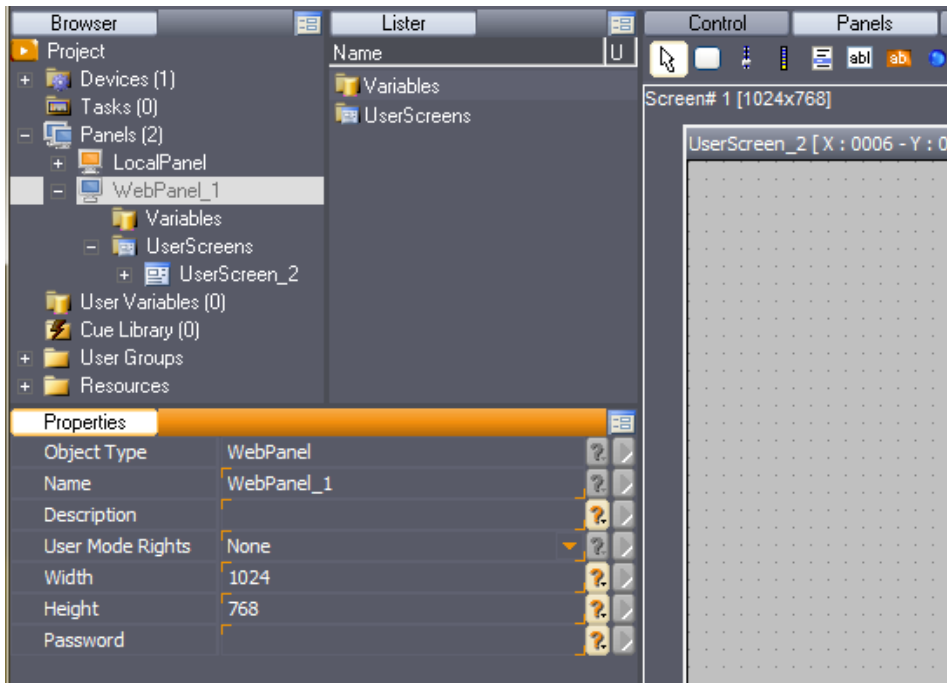 Browser
Project
Devices (1)
Tasks (0)
Panels (2)
LocalPanel
WebPanel_1
Variables
UserScreens
UserScreen_2
User Variables (0)
Cue Library (0)
User Groups
Resources
Lister
Name U
Variables
UserScreens
Control Panels
abl ab
Screen# 1 [1024x768]
UserScreen_2 [ X : 0006 - Y : 0
Properties
Object Type WebPanel
Name WebPanel_1
Description
User Mode Rights None
Width 1024
Height 768
Password